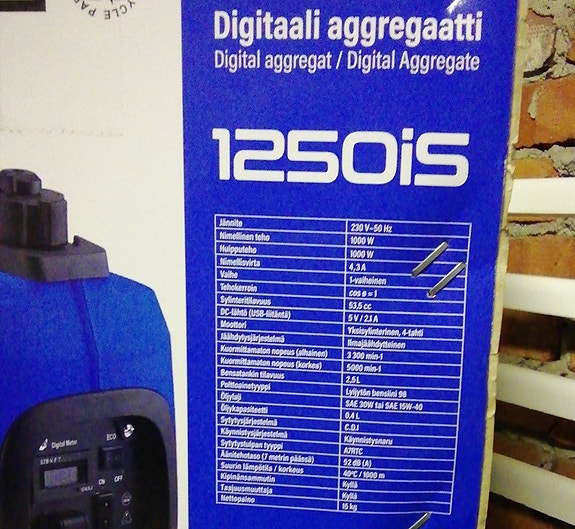 CYCLE PA
Digitaali aggregaatti
Digital aggregat / Digital Aggregate
1250iS
Jännite 230 V~50 Hz
Nimellinen teho 1000 W
Huipputeho 1000 W
Nimellisvirta 4,3 A
Vaihe 1-vaiheinen
Tehokerroin cos ø = 1
Sylinteritilavuus 53,5 cc
DC-lähtö (USB-liitäntä) 5 V / 2.1 A
Moottori Yksisylinterinen, 4-tahti
Jäähdytysjärjestelmä Ilmajäähdytteinen
Kuormittamaton nopeus (alhainen) 3 300 min-1
Kuormittamaton nopeus (korkea) 5000 min-1
Bensatankin tilavuus 2,5 L
Polttoainetyyppi Lyijytön bensiini 98
Öljylaji SAE 30W tai SAE 15W-40
Öljykapasiteetti 0,4 L
Sytytysjärjestelmä C.D.I
Käynnistysjärjestelmä Käynnistysnaru
Sytytystulpan tyyppi A7RTC
Äänitehotaso (7 metrin päässä) 52 dB (A)
Suurin lämpötila / korkeus 40°C / 1000 m
Kipinänsammutin Kyllä
Taajuusmuuttaja Kyllä
Nettopaino 15 kg
Digital Meter
ECO
ON
OFF